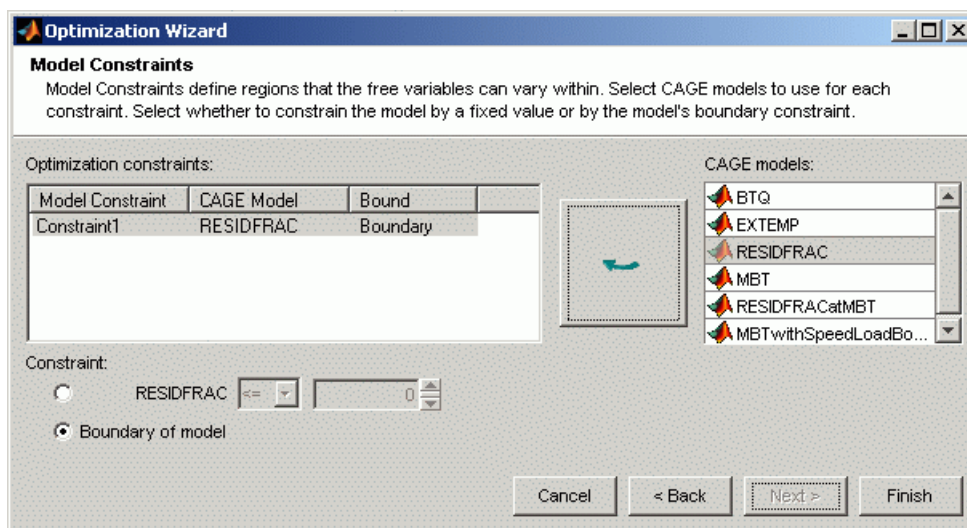 Optimization Wizard
Model Constraints
Model Constraints define regions that the free variables can vary within. Select CAGE models to use for each
constraint. Select whether to constrain the model by a fixed value or by the model's boundary constraint.
Optimization constraints:
CAGE models:
Model Constraint CAGE Model Bound
Constraint1 RESIDFRAC Boundary
BTQ
EXTEMP
RESIDFRAC
MBT
RESIDFRACatMBT
MBTwithSpeedLoadBo...
Constraint:
RESIDFRAC <= 0
Boundary of model
Cancel < Back Next > Finish